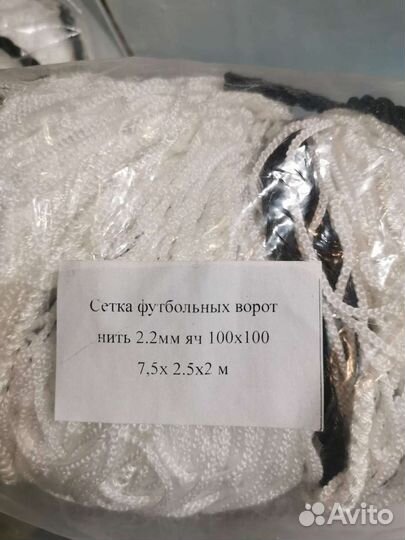 Сетка футбольных ворот
нить 2.2мм яч 100х100
7,5х 2.5х2 м
Avito